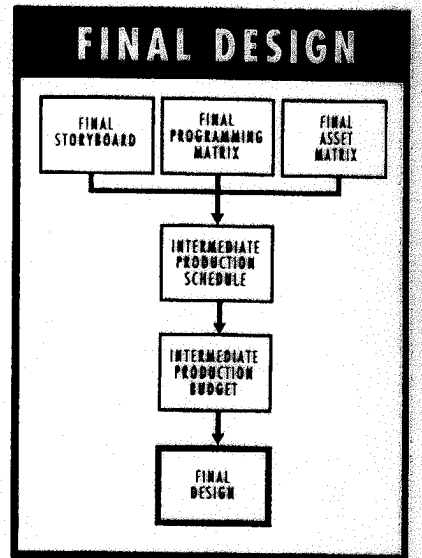 FINAL DESIGN
FINAL
STORYBOARD
FINAL
PROGRAMMING
MATRIX
FINAL
ASSET
MATRIX
INTERMEDIATE
PRODUCTION
SCHEDULE
INTERMEDIATE
PRODUCTION
BUDGET
FINAL
DESIGN